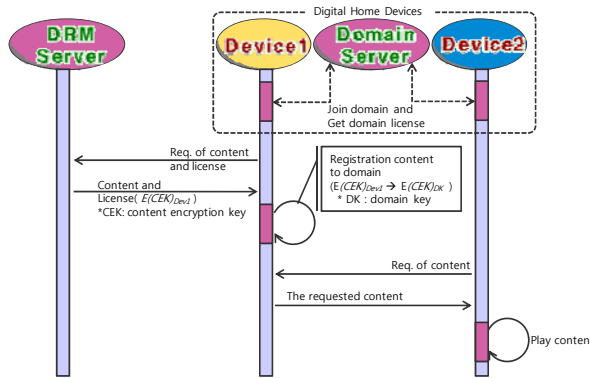 Digital Home Devices
DRM
Server
Device1
Domain
Server
Device2
Join domain and
Get domain license
Req. of content
and license
Registration content
to domain
(E(CEK)Dev1 → E(CEK)DK )
* DK : domain key
Content and
License( E(CEK)Dev1 )
*CEK: content encryption key
Req. of content
The requested content
Play conten